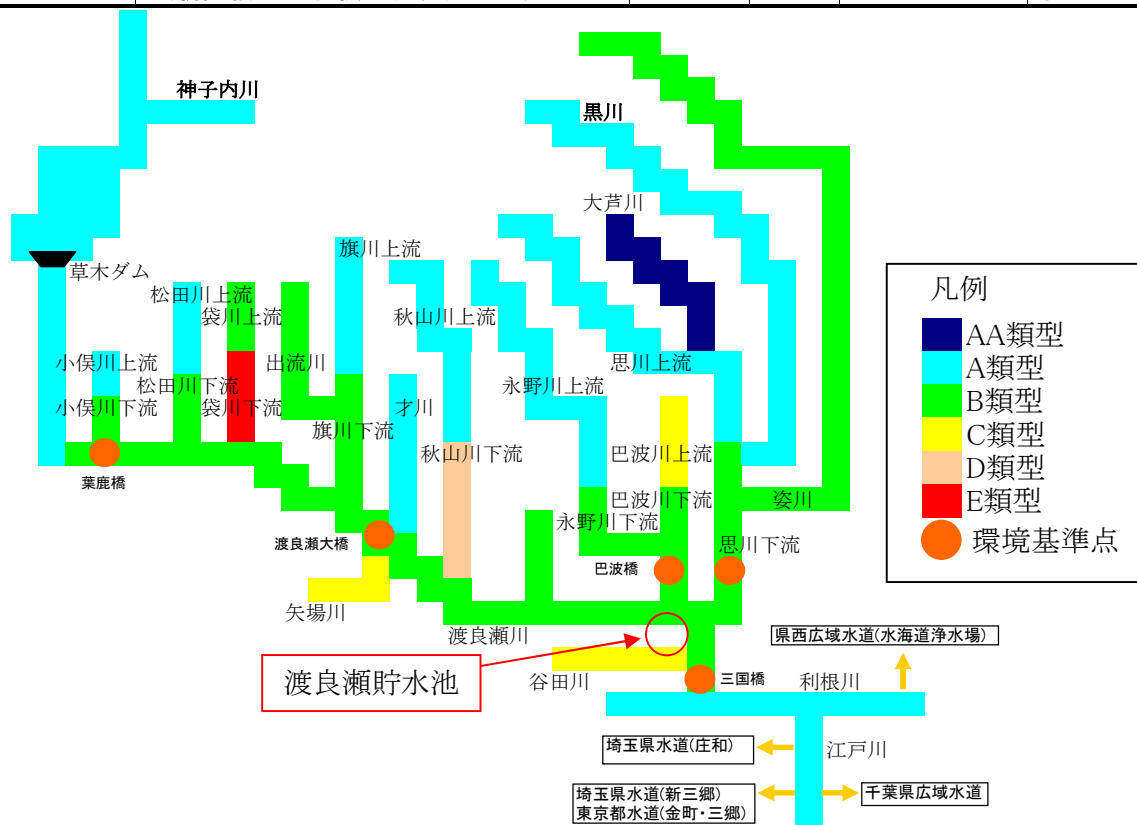 神子内川
黒川
大芦川
旗川上流
草木ダム
松田川上流
袋川上流
秋山川上流
凡例
AA類型
A類型
B類型
C類型
D類型
E類型
環境基準点
小俣川上流
出流川
思川上流
松田川下流
永野川上流
小俣川下流
袋川下流
才川
旗川下流
秋山川下流
巴波川上流
葉鹿橋
巴波川下流
姿川
永野川下流
渡良瀬大橋
思川下流
巴波橋
矢場川
渡良瀬川
県西広域水道(水海道浄水場)
渡良瀬貯水池
谷田川
三国橋
利根川
埼玉県水道(庄和)
江戸川
埼玉県水道(新三郷)
東京都水道(金町・三郷)
千葉県広域水道